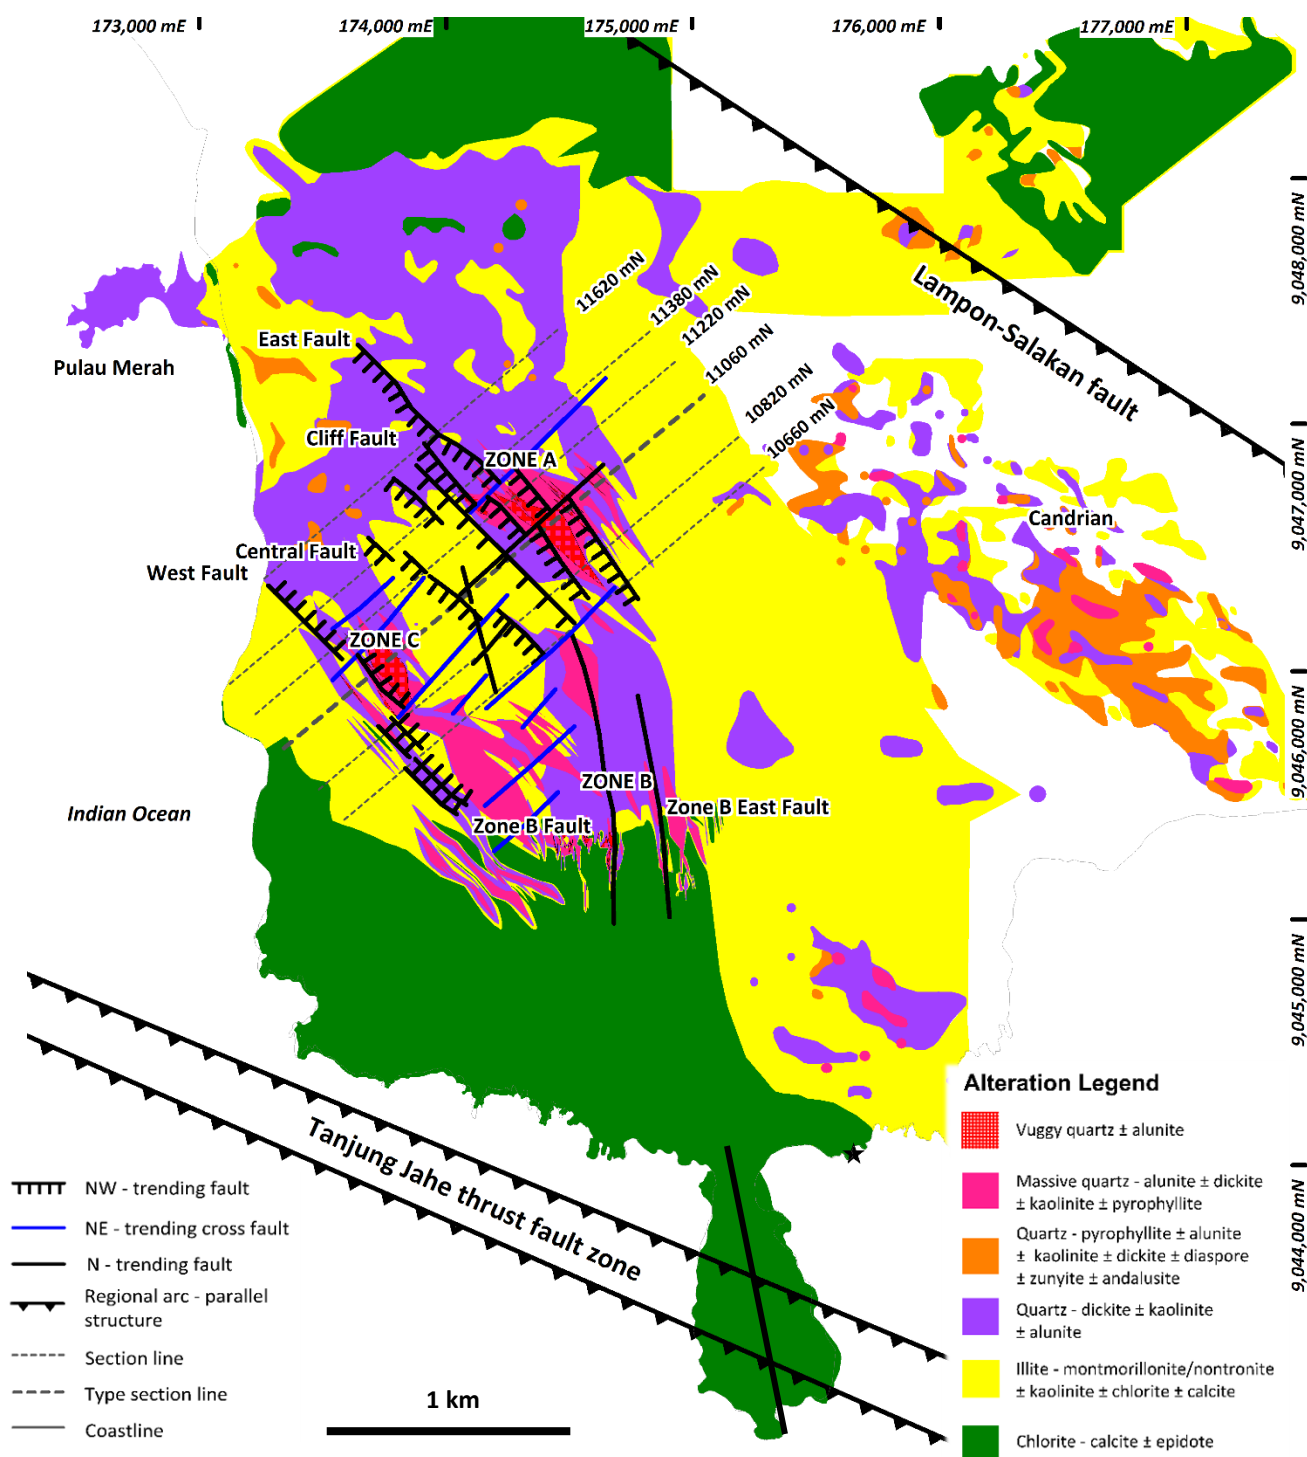 173,000 mE
174,000 mE
175,000 mE
176,000 mE
177,000 mE
9,048,000 mN
9,047,000 mN
9,046,000 mN
9,045,000 mN
9,044,000 mN
11620 mN
11380 mN
11220 mN
11060 mN
10820 mN
10660 mN
Lampon-Salakan fault
East Fault
Pulau Merah
Cliff Fault
ZONE A
Candrian
Central Fault
West Fault
ZONE C
ZONE B
Zone B East Fault
Zone B Fault
Indian Ocean
Tanjung Jahe thrust fault zone
NW - trending fault
NE - trending cross fault
N - trending fault
Regional arc - parallel
structure
Section line
Type section line
Coastline
1 km
Alteration Legend
Vuggy quartz ± alunite
Massive quartz - alunite ± dickite
± kaolinite ± pyrophyllite
Quartz - pyrophyllite ± alunite
± kaolinite ± dickite ± diaspore
± zunyite ± andalusite
Quartz - dickite ± kaolinite
± alunite
Illite - montmorillonite/nontronite
± kaolinite ± chlorite ± calcite
Chlorite - calcite ± epidote